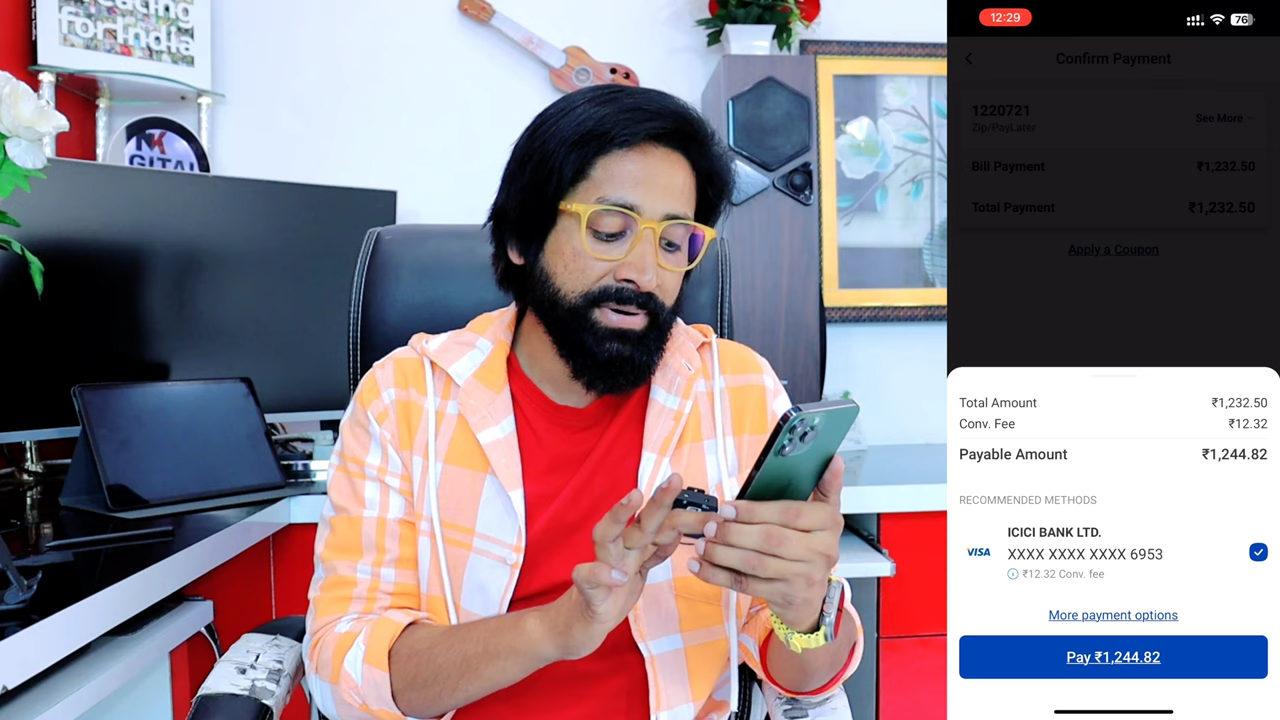 eating
for India
NK
GITAL
12:29
76
Confirm Payment
1220721
Zip/PayLater
See More
Bill Payment ₹1,232.50
Total Payment ₹1,232.50
Apply a Coupon
Total Amount ₹1,232.50
Conv. Fee ₹12.32
Payable Amount ₹1,244.82
RECOMMENDED METHODS
ICICI BANK LTD.
VISA XXXX XXXX XXXX 6953
₹12.32 Conv. fee
More payment options
Pay ₹1,244.82